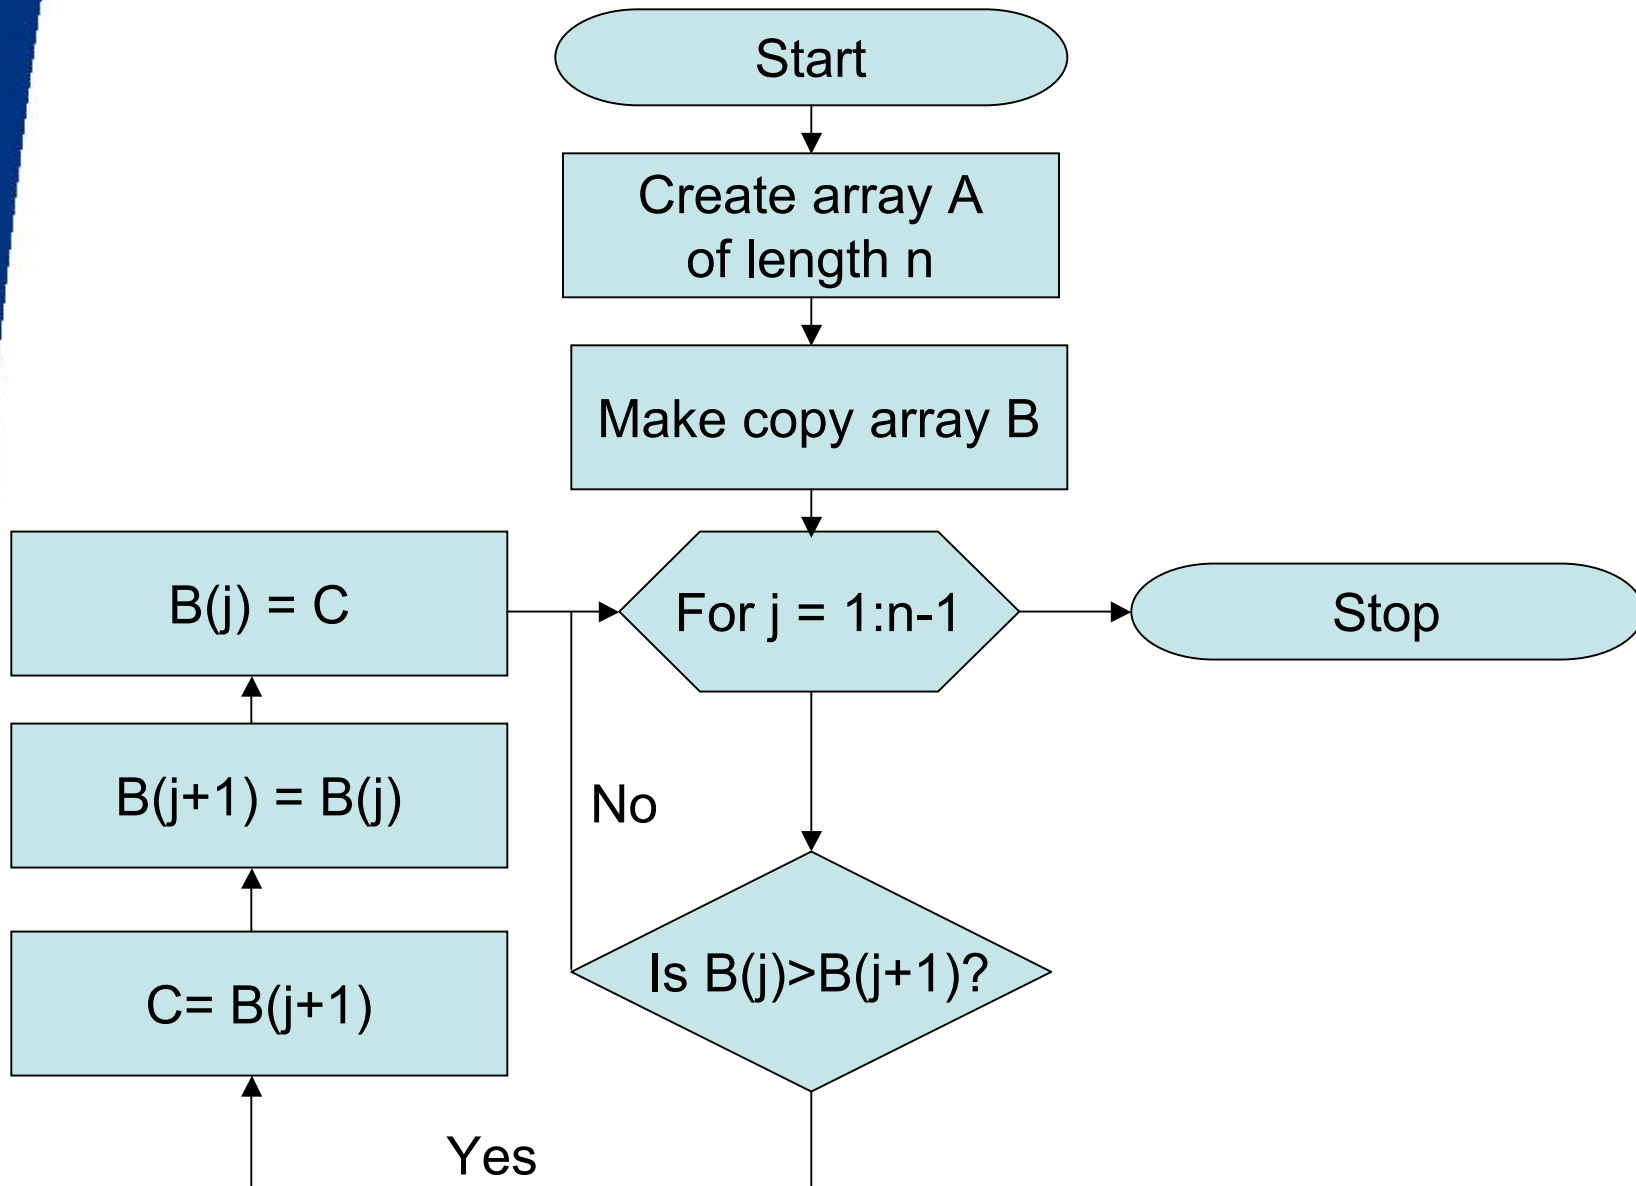 Start
Create array A
of length n
Make copy array B
B(j) = C
For j = 1:n-1
Stop
B(j+1) = B(j)
No
C= B(j+1)
Is B(j)>B(j+1)?
Yes